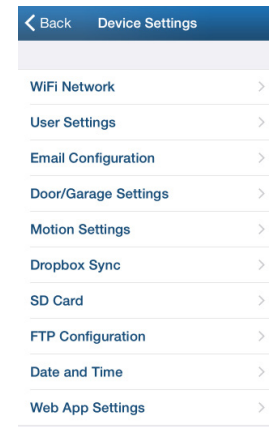 Back Device Settings
WiFi Network
User Settings
Email Configuration
Door/Garage Settings
Motion Settings
Dropbox Sync
SD Card
FTP Configuration
Date and Time
Web App Settings